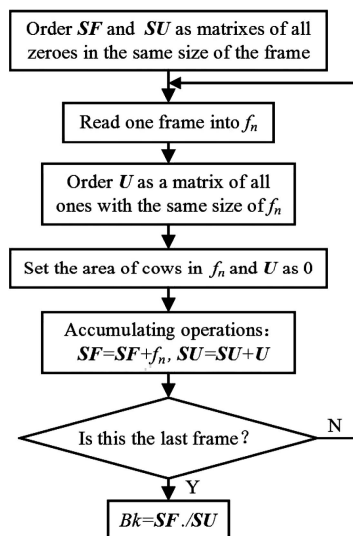 Order SF and SU as matrixes of all
zeroes in the same size of the frame
Read one frame into fn
Order U as a matrix of all
ones with the same size of fn
Set the area of cows in fn and U as 0
Accumulating operations:
SF=SF+fn, SU=SU+U
Is this the last frame?
N
Y
Bk=SF./SU